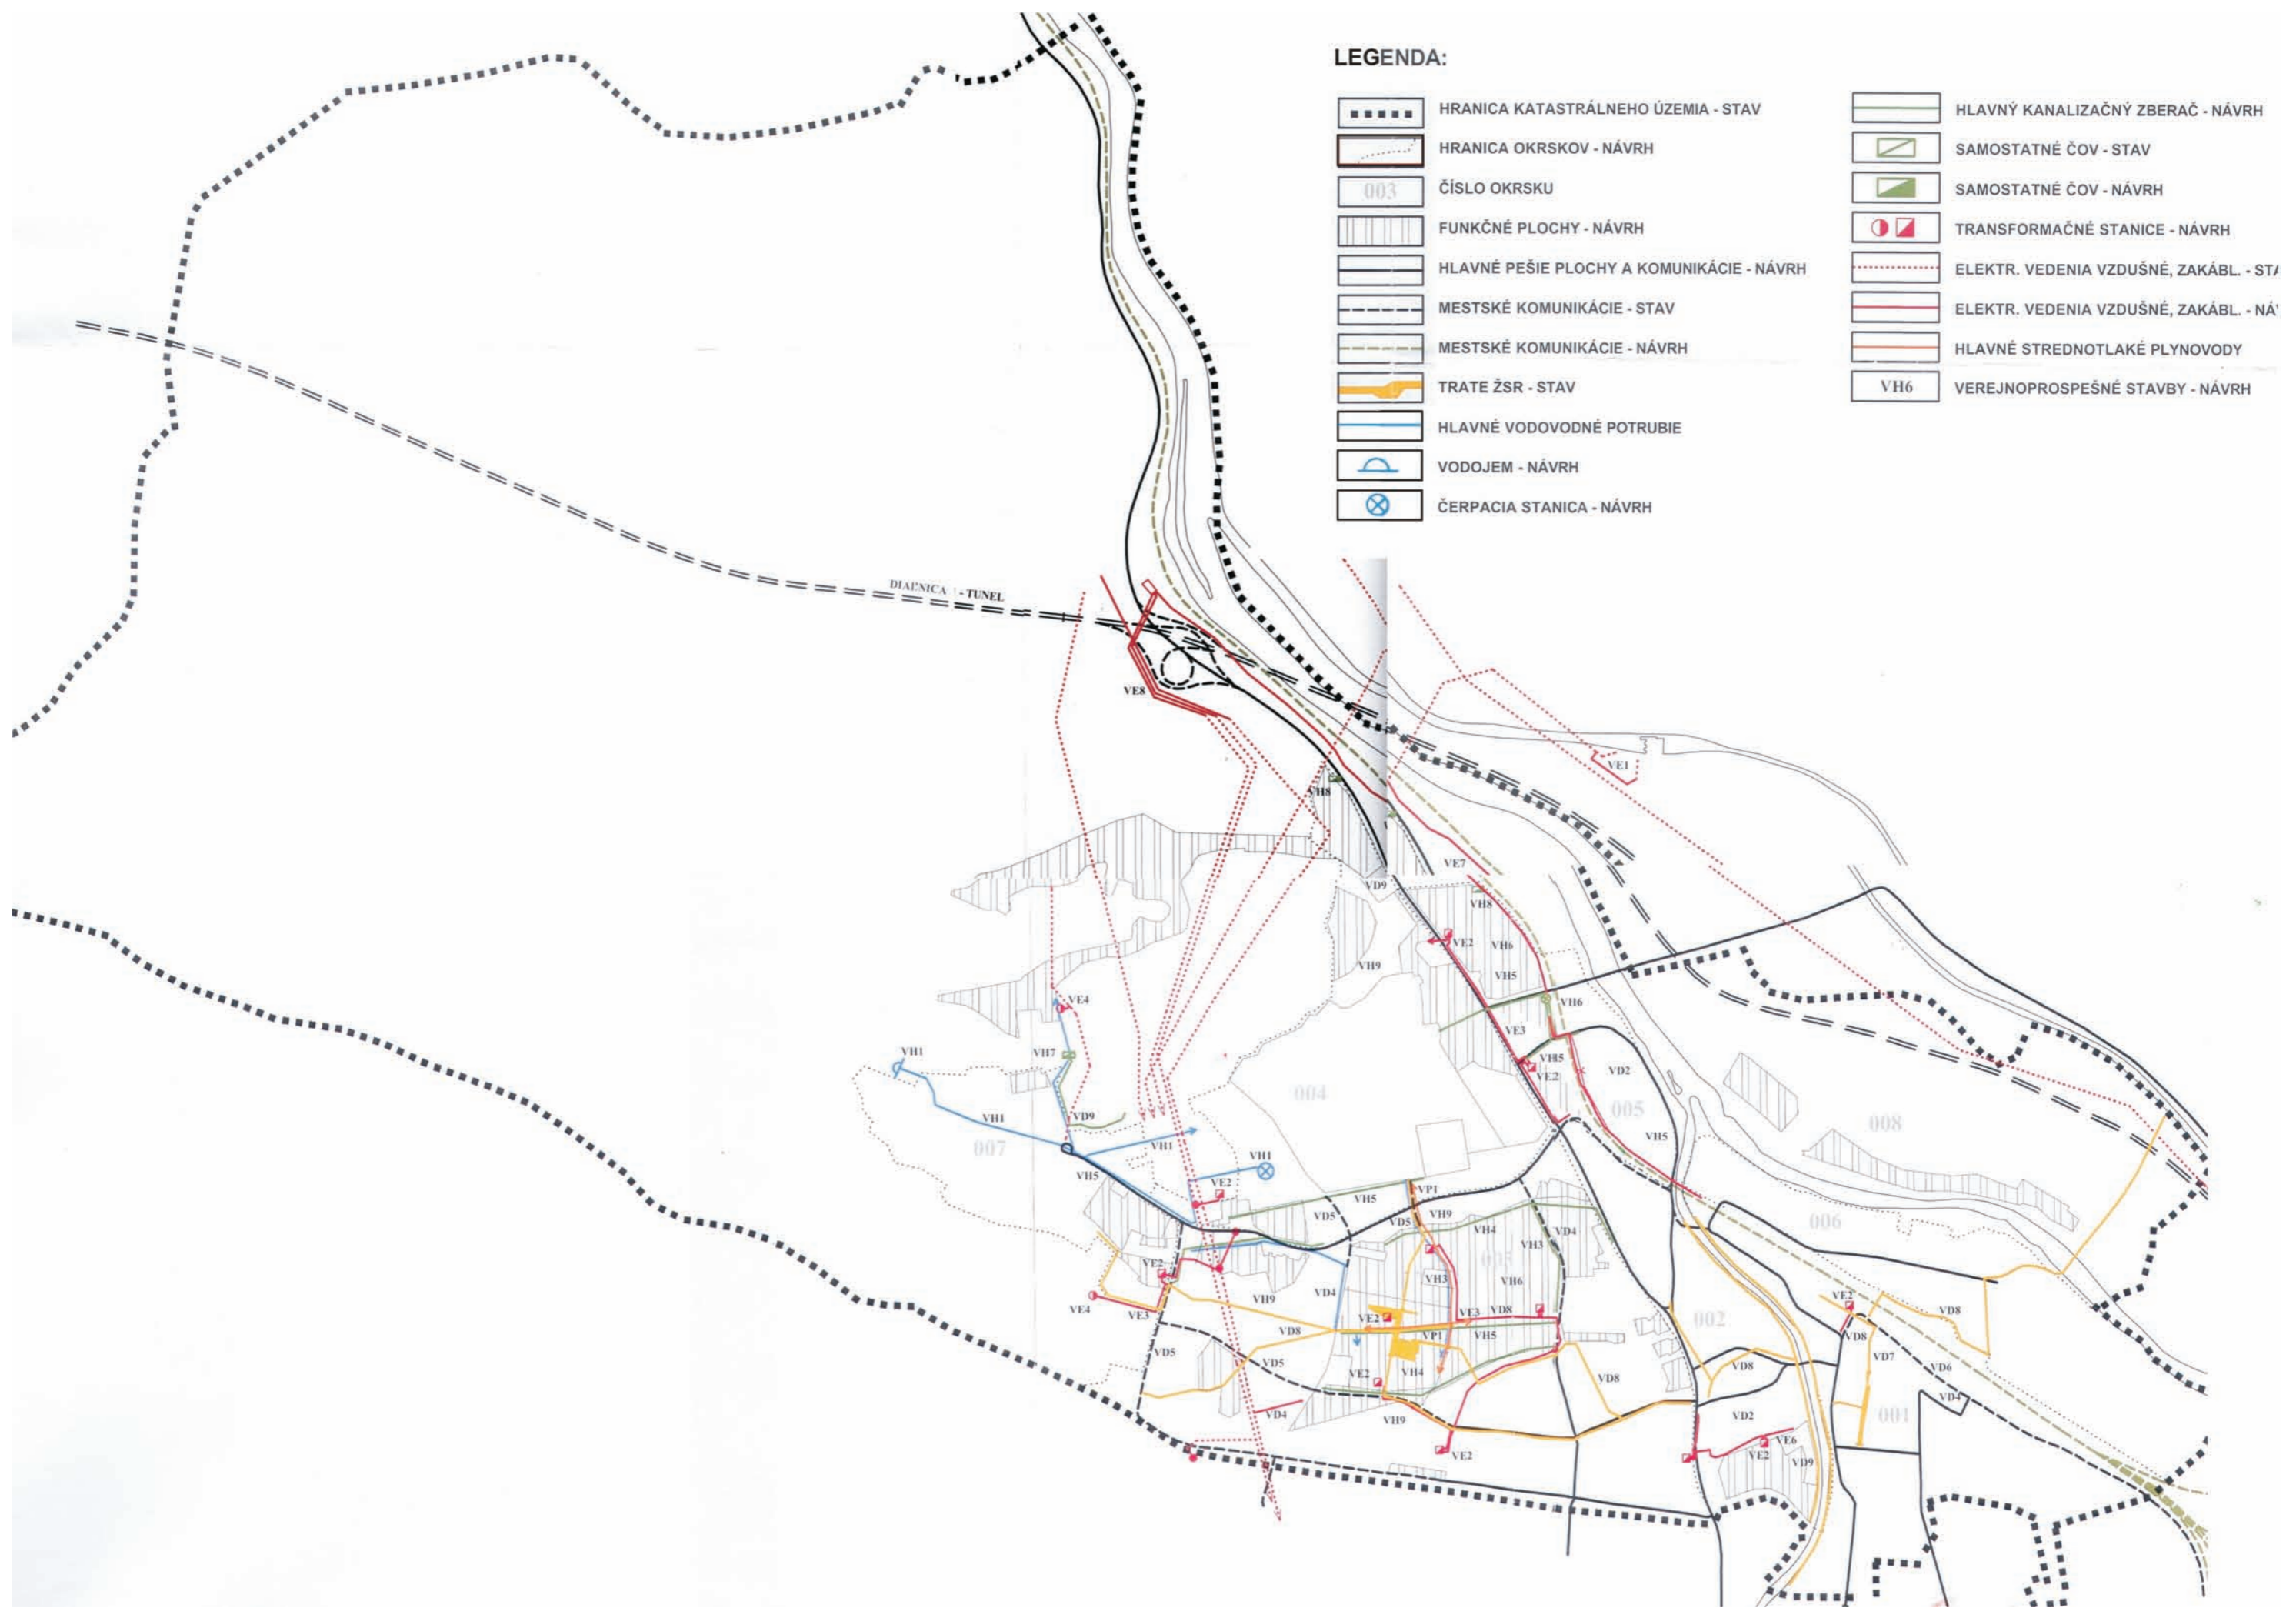 LEGENDA:
HRANICA KATASTRÁLNEHO ÚZEMIA - STAV
HRANICA OKRSKOV - NÁVRH
003
ČÍSLO OKRSKU
FUNKČNÉ PLOCHY - NÁVRH
HLAVNÉ PEŠIE PLOCHY A KOMUNIKÁCIE - NÁVRH
MESTSKÉ KOMUNIKÁCIE - STAV
MESTSKÉ KOMUNIKÁCIE - NÁVRH
TRATE ŽSR - STAV
HLAVNÉ VODOVODNÉ POTRUBIE
VODOJEM - NÁVRH
ČERPACIA STANICA - NÁVRH
HLAVNÝ KANALIZAČNÝ ZBERAČ - NÁVRH
SAMOSTATNÉ ČOV - STAV
SAMOSTATNÉ ČOV - NÁVRH
TRANSFORMAČNÉ STANICE - NÁVRH
ELEKTR. VEDENIA VZDUŠNÉ, ZAKÁBL. - STA
ELEKTR. VEDENIA VZDUŠNÉ, ZAKÁBL. - NÁ
HLAVNÉ STREDNOTLAKÉ PLYNOVODY
VH6
VEREJNOPROSPEŠNÉ STAVBY - NÁVRH
DIAĽNICA - TUNEL
VE8
VE1
VH8
VE7
VD9
VH8
VE2
VH6
VH9
VH5
VE4
VH6
VE3
VH1
VH7
VH5
VE2
VD2
004
005
008
VH1
VD9
007
VH1
VH5
VH1
VH5
VE2
VP1
VH5
VD5
VD5
VH9
VH4
VD4
006
VH3
003
VE2
VH3
VH6
VE4
VE3
VH9
VD4
VE2
VE3
VD8
002
VE2
VD8
VD8
VP1
VH5
VD8
VD5
VD5
VD8
VD7
VD6
VE2
VH4
VD8
VD4
VD4
VH9
VD2
001
VE2
VE6
VE2
VD9